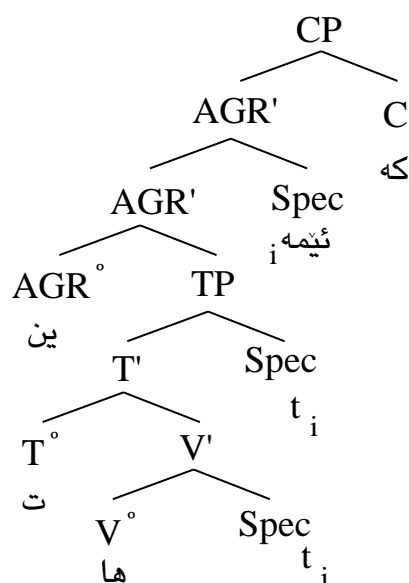 CP
AGR' C
که
AGR' Spec
ئێمه i
AGR° TP
ین
T' Spec
t i
T° V'
ت
V° Spec
ها t i